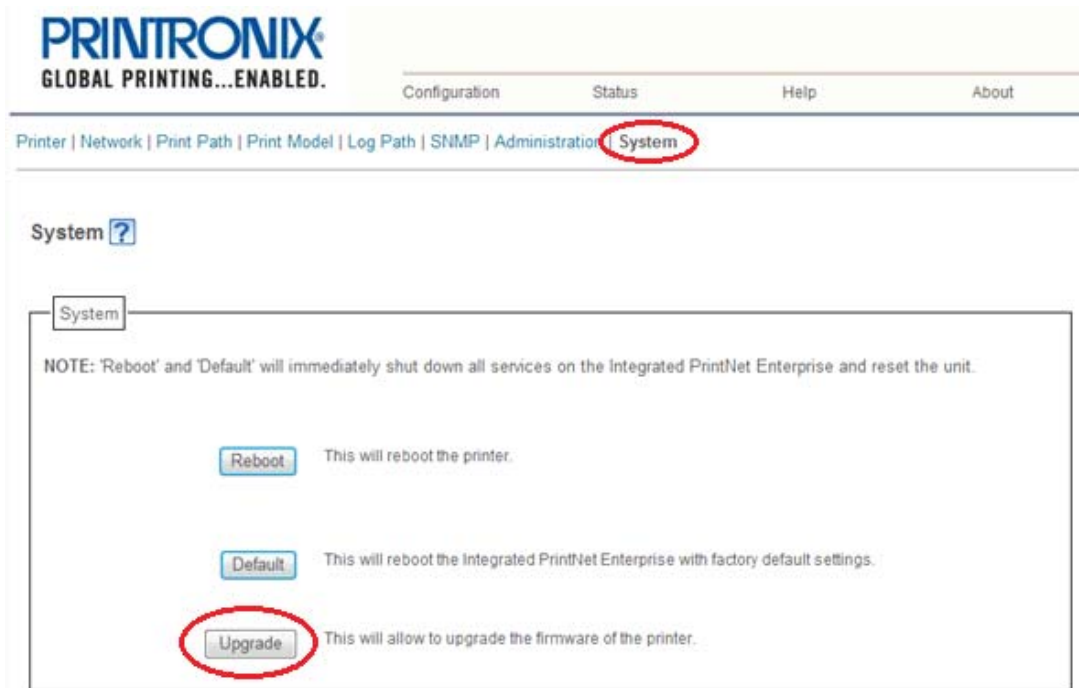 PRINTRONIX®
GLOBAL PRINTING...ENABLED.
Configuration Status Help About
Printer | Network | Print Path | Print Model | Log Path | SNMP | Administration | System
System ?
System
NOTE: 'Reboot' and 'Default' will immediately shut down all services on the Integrated PrintNet Enterprise and reset the unit.
Reboot This will reboot the printer.
Default This will reboot the Integrated PrintNet Enterprise with factory default settings.
Upgrade This will allow to upgrade the firmware of the printer.